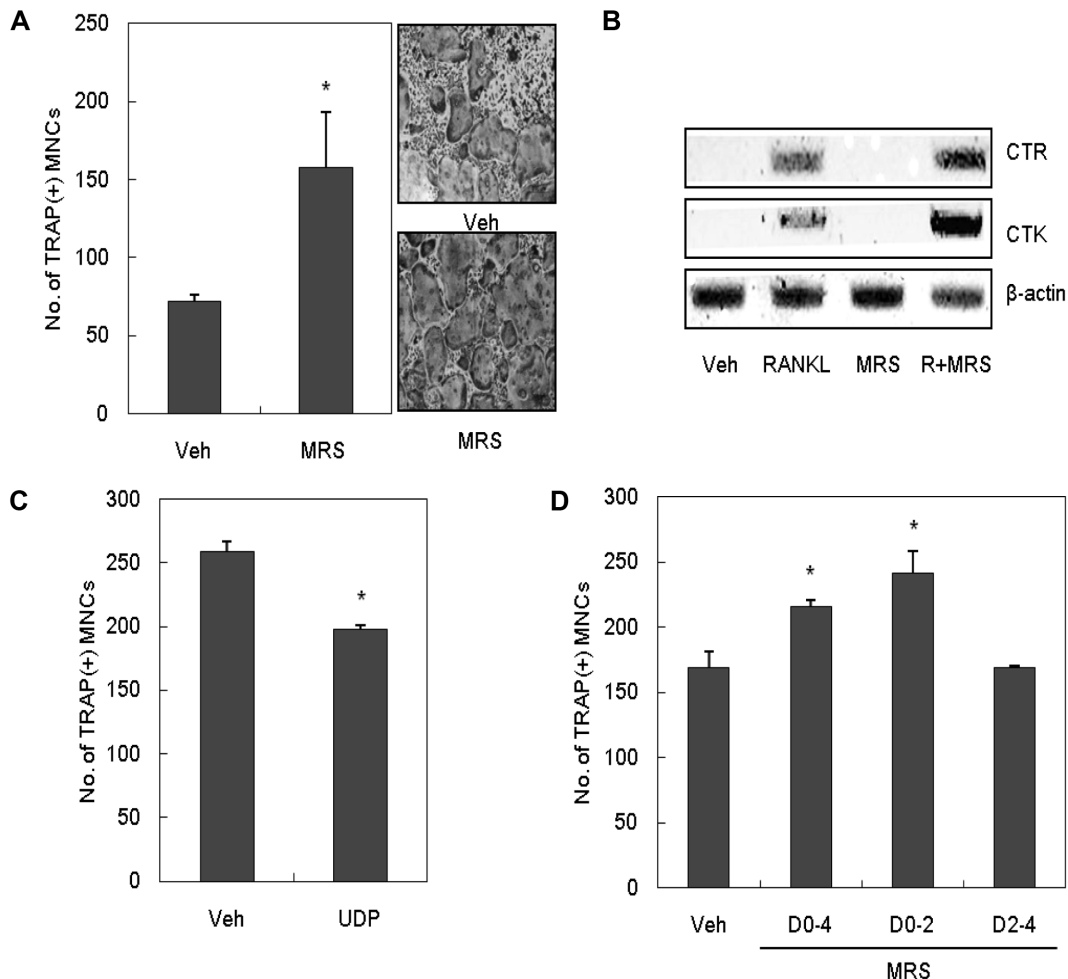 A
No. of TRAP(+) MNCs
250
200
150
100
50
0
*
Veh
MRS
Veh
MRS
B
CTR
CTK
β-actin
Veh RANKL MRS R+MRS
C
No. of TRAP(+) MNCs
300
250
200
150
100
50
0
*
Veh
UDP
D
No. of TRAP(+) MNCs
300
250
200
150
100
50
0
*
*
Veh D0-4 D0-2 D2-4
MRS